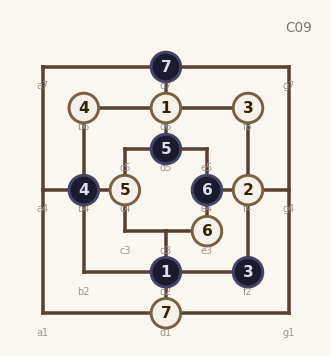 C09
7
a7 d7 g7
4 1 3
b6 d6 f6
5
c5 d5 e5
4 5 6 2
a4 b4 c4 e4 f4 g4
6
c3 d3 e3
1 3
b2 d2 f2
7
a1 d1 g1